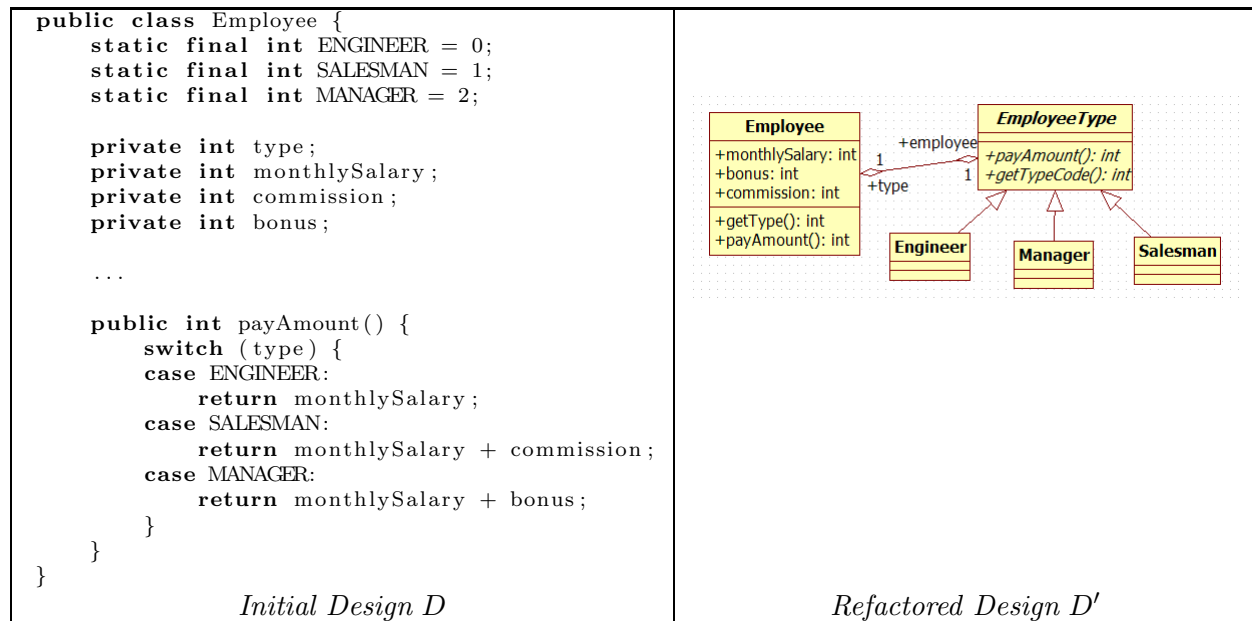 public class Employee {
static final int ENGINEER = 0;
static final int SALESMAN = 1;
static final int MANAGER = 2;
private int type;
private int monthlySalary;
private int commission;
private int bonus;
...
public int payAmount() {
switch (type) {
case ENGINEER:
return monthlySalary;
case SALESMAN:
return monthlySalary + commission;
case MANAGER:
return monthlySalary + bonus;
}
}
}
Initial Design D
Employee
+monthlySalary: int
+bonus: int
+commission: int
+getType(): int
+payAmount(): int
1
+type
+employee
1
EmployeeType
+payAmount(): int
+getTypeCode(): int
Engineer
Manager
Salesman
Refactored Design D′